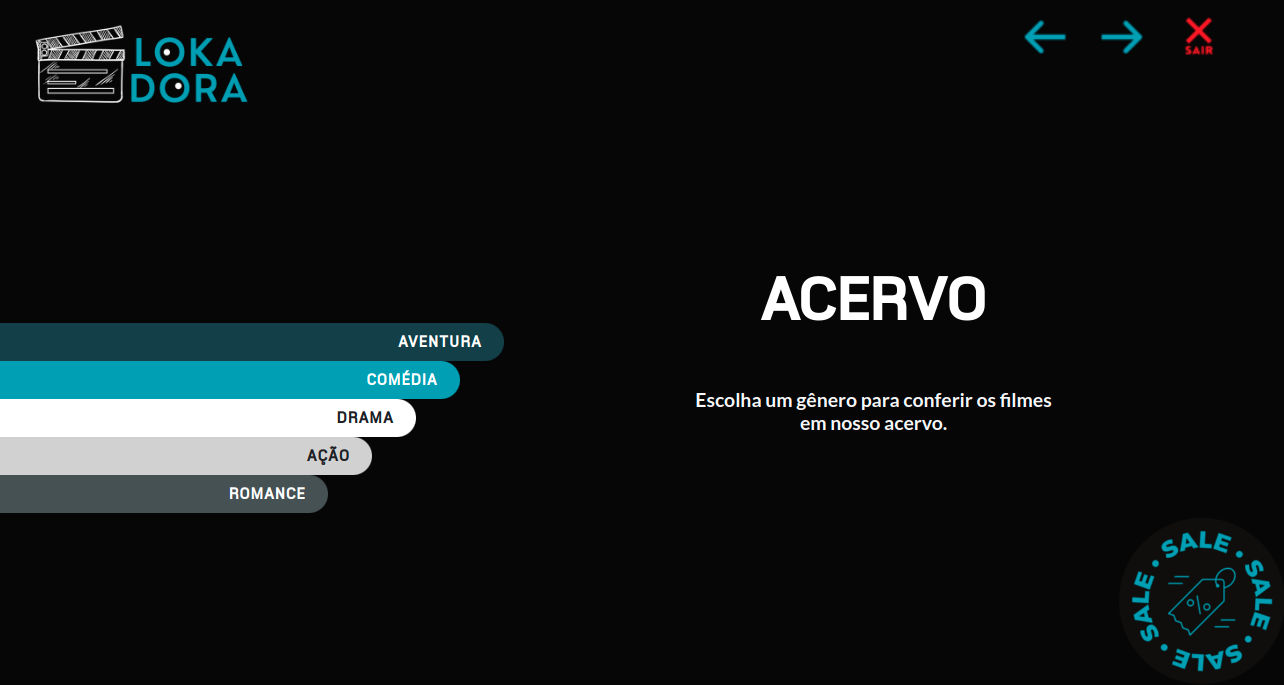 LOKA
DORA
SAIR
ACERVO
AVENTURA
COMÉDIA
DRAMA
AÇÃO
ROMANCE
Escolha um gênero para conferir os filmes
em nosso acervo.
SALE • SALE • SALE • SALE •
%